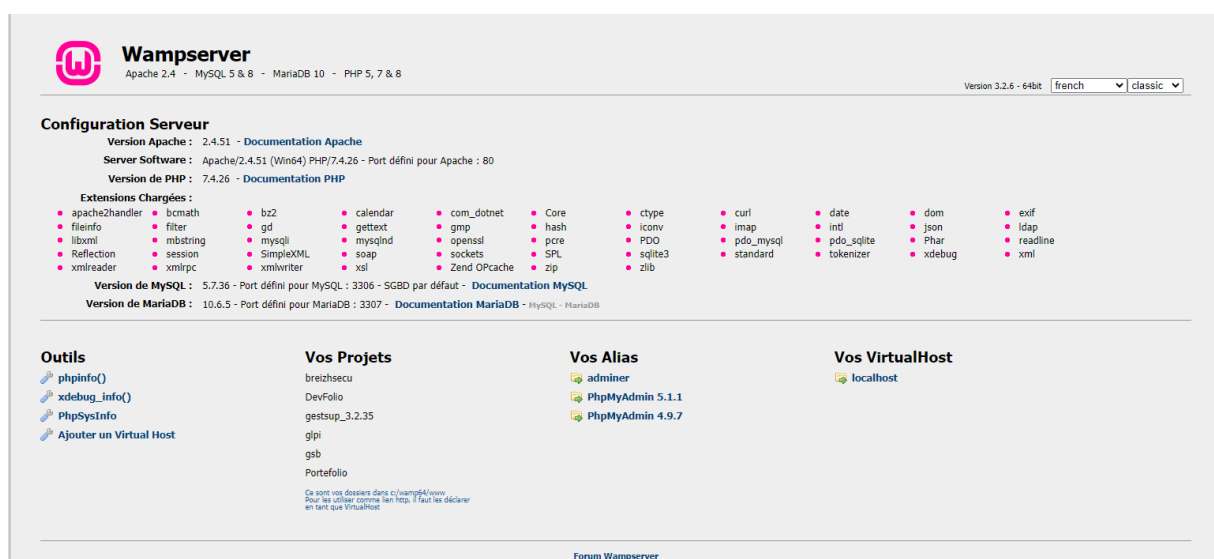 Wampserver
Apache 2.4 - MySQL 5 & 8 - MariaDB 10 - PHP 5, 7 & 8
Version 3.2.6 - 64bit french classic
Configuration Serveur
Version Apache : 2.4.51 - Documentation Apache
Server Software : Apache/2.4.51 (Win64) PHP/7.4.26 - Port défini pour Apache : 80
Version de PHP : 7.4.26 - Documentation PHP
Extensions Chargées :
apache2handler bcmath bz2 calendar com_dotnet Core ctype curl date dom exif
fileinfo filter gd gettext gmp hash iconv imap intl json ldap
libxml mbstring mysqli mysqlnd openssl pcre PDO pdo_mysql pdo_sqlite Phar readline
Reflection session SimpleXML soap sockets SPL sqlite3 standard tokenizer xdebug xml
xmlreader xmlrpc xmlwriter xsl Zend OPcache zip zlib
Version de MySQL : 5.7.36 - Port défini pour MySQL : 3306 - SGBD par défaut - Documentation MySQL
Version de MariaDB : 10.6.5 - Port défini pour MariaDB : 3307 - Documentation MariaDB - MySQL - MariaDB
Outils
phpinfo()
xdebug_info()
PhpSysInfo
Ajouter un Virtual Host
Vos Projets
breizhsecu
DevFolio
gestsup_3.2.35
glpi
gsb
Portefolio
Ce sont vos dossiers dans c:/wamp64/www
Pour les utiliser comme lien http, il faut les déclarer
en tant que VirtualHost
Vos Alias
adminer
PhpMyAdmin 5.1.1
PhpMyAdmin 4.9.7
Vos VirtualHost
localhost
Forum Wampserver